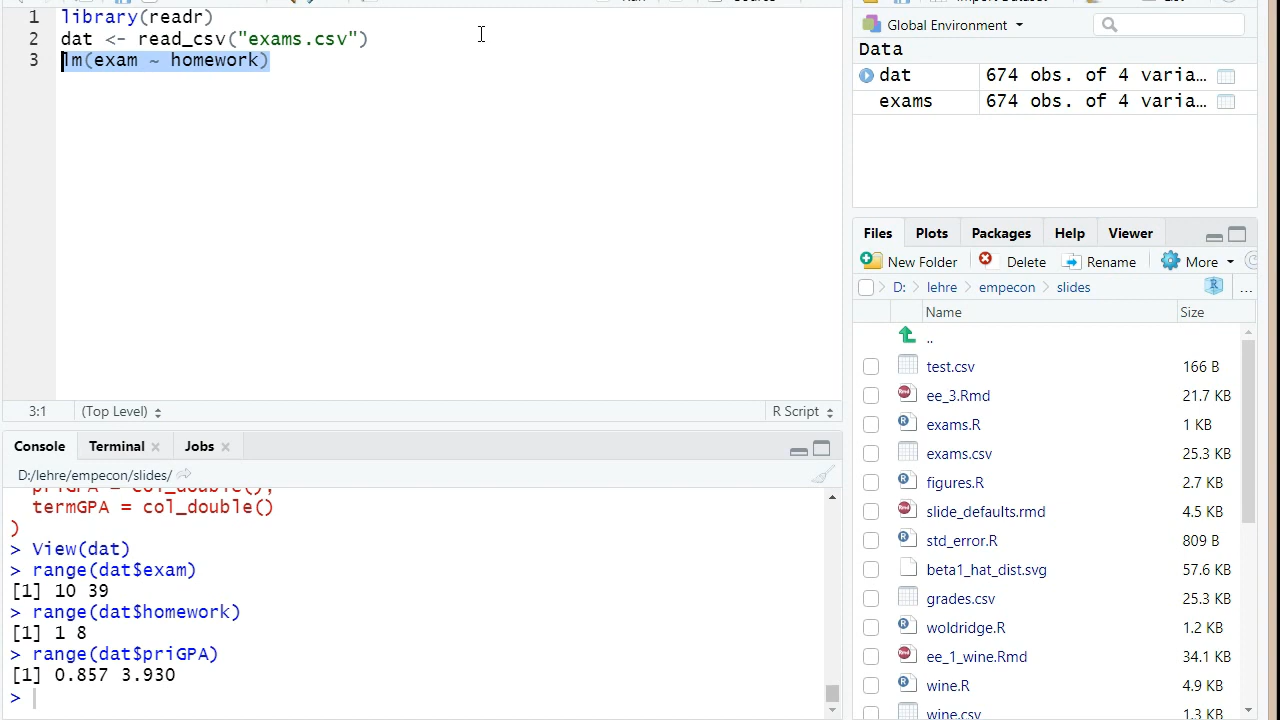 1 library(readr)
2 dat <- read_csv("exams.csv")
3 lm(exam ~ homework)
3:1 (Top Level) R Script
Console Terminal Jobs
D:/lehre/empecon/slides/
termGPA = col_double()
)
> View(dat)
> range(dat$exam)
[1] 10 39
> range(dat$homework)
[1] 1 8
> range(dat$priGPA)
[1] 0.857 3.930
>
Global Environment
Data
dat 674 obs. of 4 varia…
exams 674 obs. of 4 varia…
Files Plots Packages Help Viewer
New Folder Delete Rename More
D: lehre empecon slides R ...
Name Size
..
test.csv 166 B
ee_3.Rmd 21.7 KB
exams.R 1 KB
exams.csv 25.3 KB
figures.R 2.7 KB
slide_defaults.rmd 4.5 KB
std_error.R 809 B
beta1_hat_dist.svg 57.6 KB
grades.csv 25.3 KB
woldridge.R 1.2 KB
ee_1_wine.Rmd 34.1 KB
wine.R 4.9 KB
wine.csv 1.3 KB